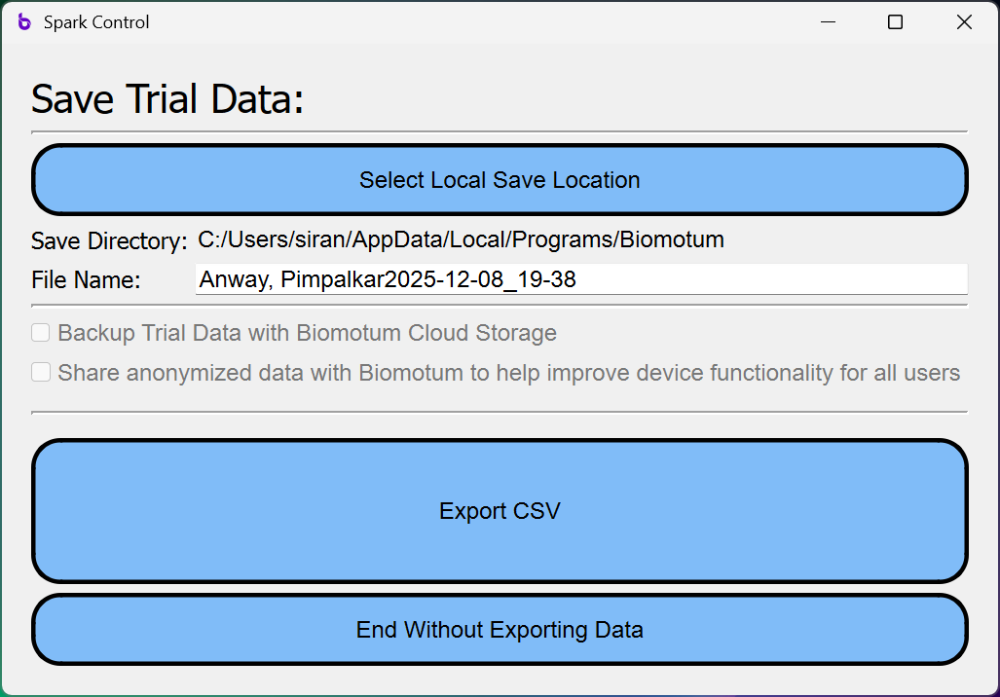 Spark Control
Save Trial Data:
Select Local Save Location
Save Directory: C:/Users/siran/AppData/Local/Programs/Biomotum
File Name: Anway, Pimpalkar2025-12-08_19-38
Backup Trial Data with Biomotum Cloud Storage
Share anonymized data with Biomotum to help improve device functionality for all users
Export CSV
End Without Exporting Data